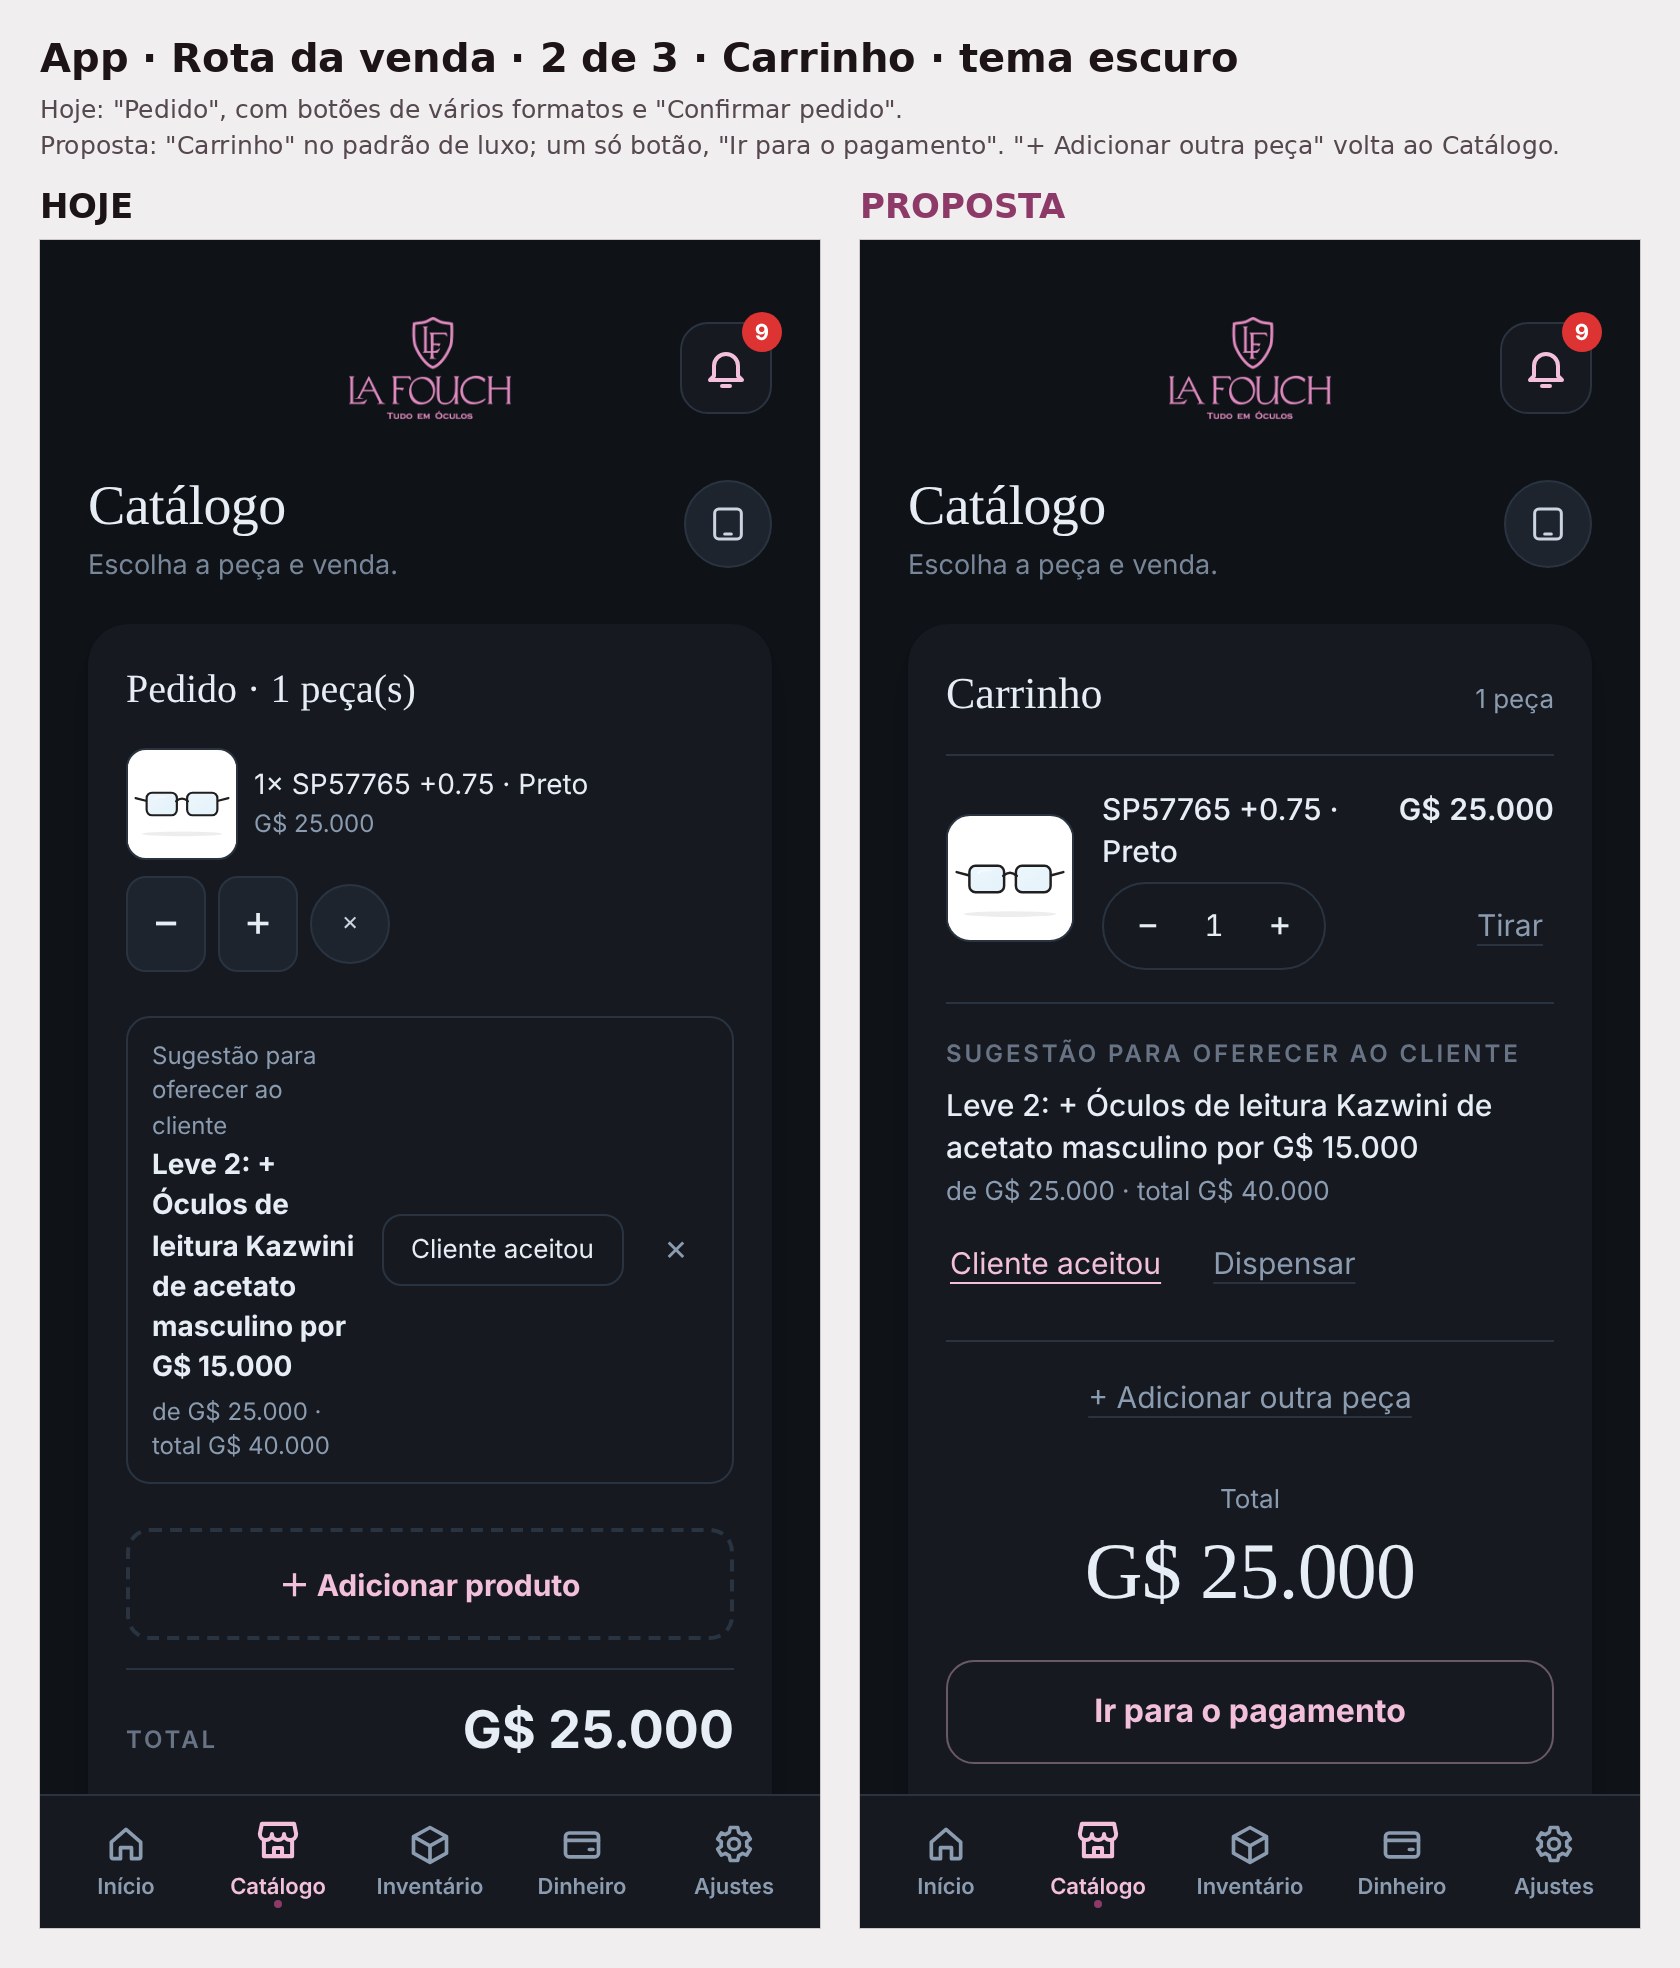 App · Rota da venda · 2 de 3 · Carrinho · tema escuro
Hoje: "Pedido", com botões de vários formatos e "Confirmar pedido".
Proposta: "Carrinho" no padrão de luxo; um só botão, "Ir para o pagamento". "+ Adicionar outra peça" volta ao Catálogo.
HOJE
LF
LA FOUCH
TUDO EM ÓCULOS
9
Catálogo
Escolha a peça e venda.
Pedido · 1 peça(s)
1× SP57765 +0.75 · Preto
G$ 25.000
− + ×
Sugestão para
oferecer ao
cliente
Leve 2: +
Óculos de
leitura Kazwini
de acetato
masculino por
G$ 15.000
de G$ 25.000 ·
total G$ 40.000
Cliente aceitou ×
+ Adicionar produto
TOTAL G$ 25.000
Início Catálogo Inventário Dinheiro Ajustes
PROPOSTA
LF
LA FOUCH
TUDO EM ÓCULOS
9
Catálogo
Escolha a peça e venda.
Carrinho 1 peça
SP57765 +0.75 · G$ 25.000
Preto
− 1 + Tirar
SUGESTÃO PARA OFERECER AO CLIENTE
Leve 2: + Óculos de leitura Kazwini de
acetato masculino por G$ 15.000
de G$ 25.000 · total G$ 40.000
Cliente aceitou Dispensar
+ Adicionar outra peça
Total
G$ 25.000
Ir para o pagamento
Início Catálogo Inventário Dinheiro Ajustes